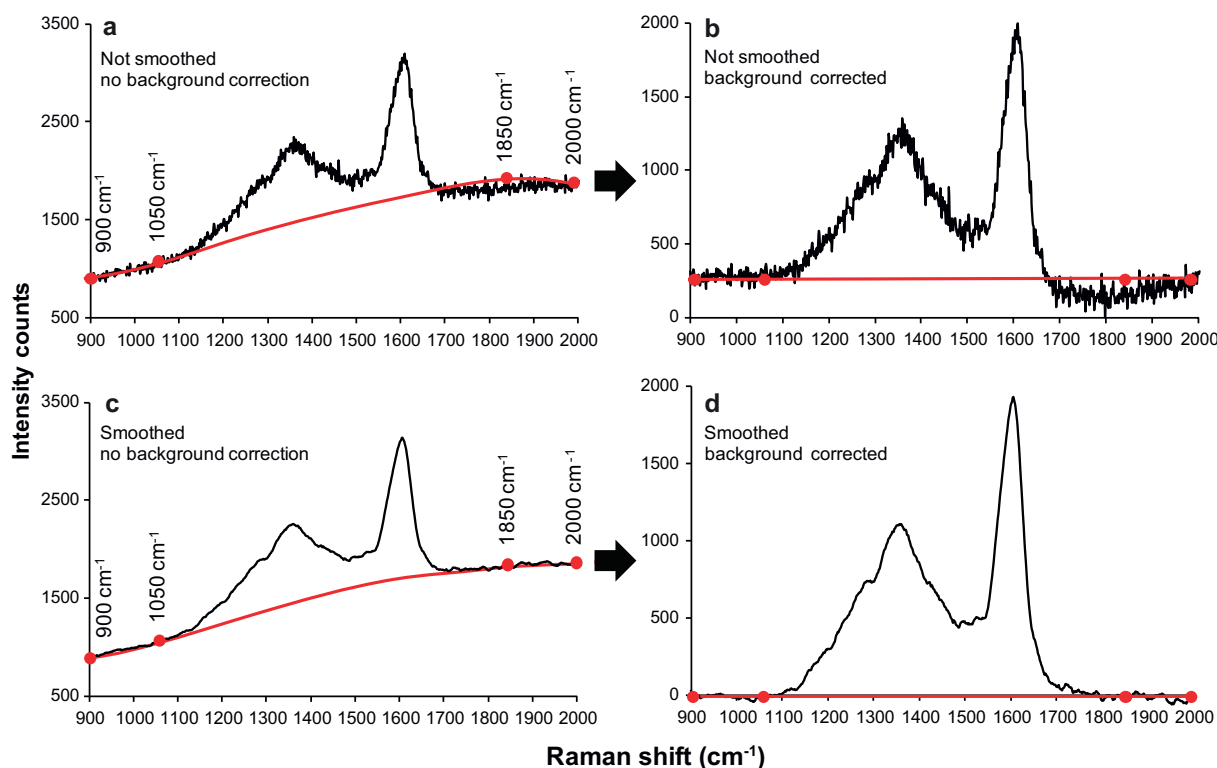 a
Not smoothed
no background correction
3500
2500
1500
500
900 cm-1
1050 cm-1
1850 cm-1
2000 cm-1
900 1000 1100 1200 1300 1400 1500 1600 1700 1800 1900 2000
b
Not smoothed
background corrected
2000
1500
1000
500
0
900 1000 1100 1200 1300 1400 1500 1600 1700 1800 1900 2000
Intensity counts
c
Smoothed
no background correction
3500
2500
1500
500
900 cm-1
1050 cm-1
1850 cm-1
2000 cm-1
900 1000 1100 1200 1300 1400 1500 1600 1700 1800 1900 2000
d
Smoothed
background corrected
2000
1500
1000
500
0
900 1000 1100 1200 1300 1400 1500 1600 1700 1800 1900 2000
Raman shift (cm-1)